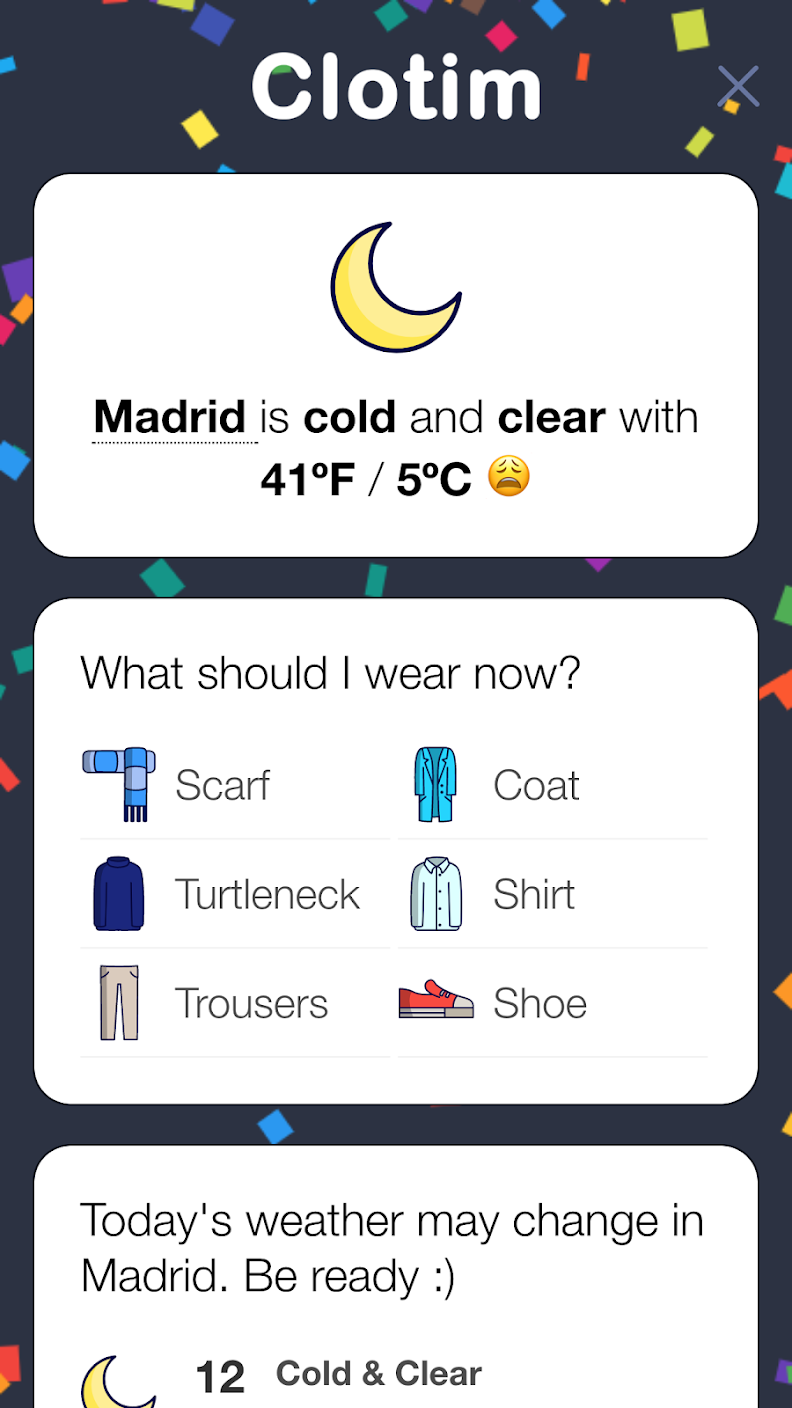 Clotim
Madrid is cold and clear with
41ºF / 5ºC 😩
What should I wear now?
Scarf
Coat
Turtleneck
Shirt
Trousers
Shoe
Today's weather may change in
Madrid. Be ready :)
12 Cold & Clear